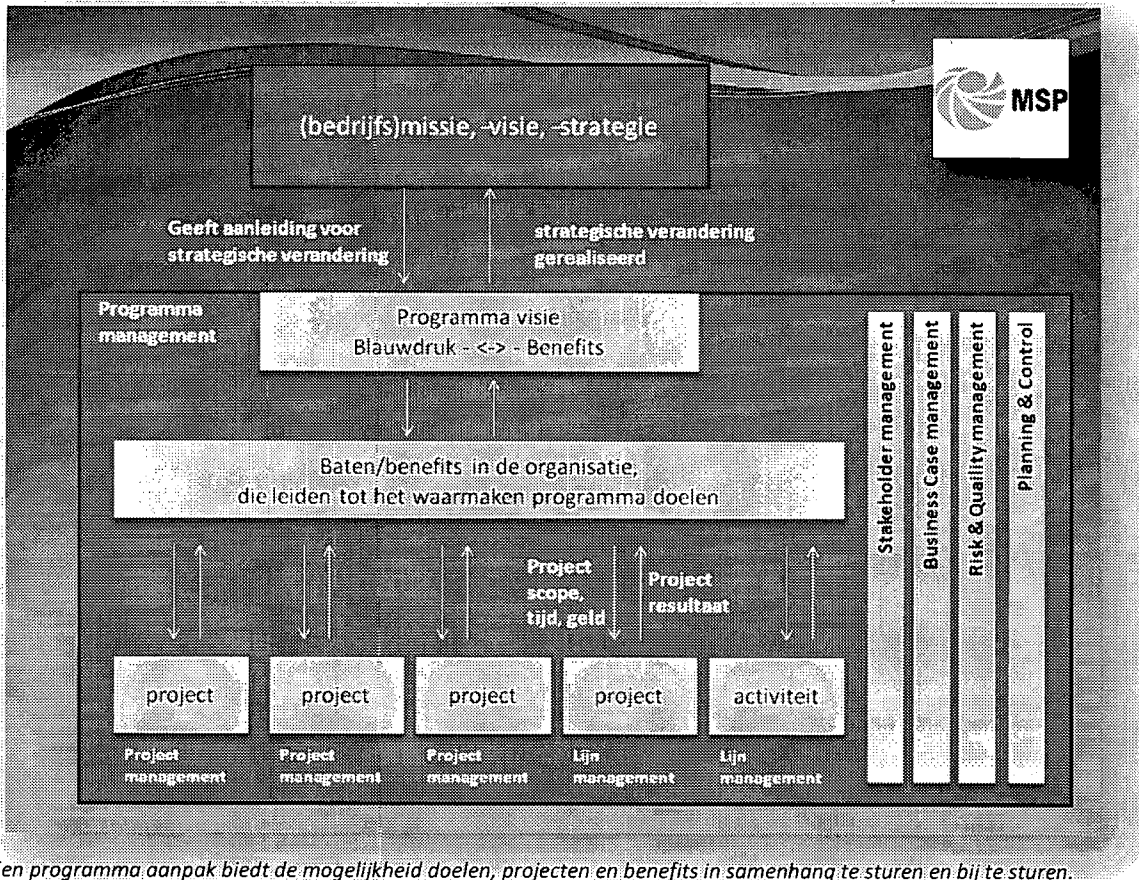 MSP
(bedrijfs)missie, -visie, -strategie
Geeft aanleiding voor
strategische verandering
strategische verandering
gerealiseerd
Programma
management
Programma visie
Blauwdruk - <-> - Benefits
Baten/benefits in de organisatie,
die leiden tot het waarmaken programma doelen
Project
scope,
tijd, geld
Project
resultaat
project
project
project
project
activiteit
Project
management
Project
management
Project
management
Lijn
management
Lijn
management
Stakeholder management
Business Case management
Risk & Quality management
Planning & Control
en programma aanpak biedt de mogelijkheid doelen, projecten en benefits in samenhang te sturen en bij te sturen.